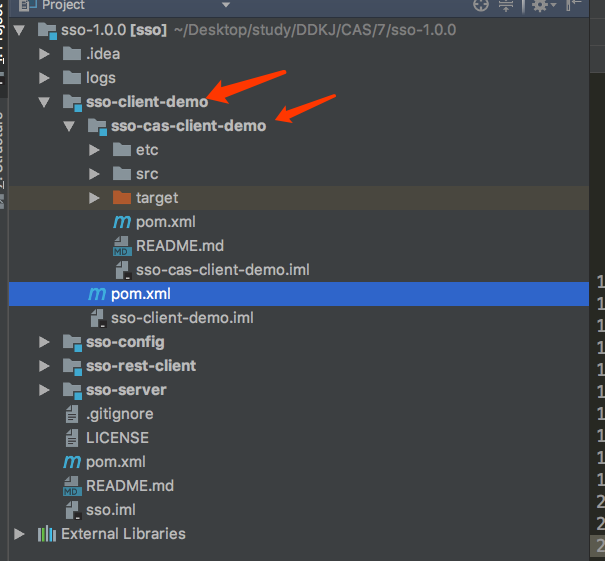 Project
sso-1.0.0 [sso] ~/Desktop/study/DDKJ/CAS/7/sso-1.0.0
.idea
logs
sso-client-demo
sso-cas-client-demo
etc
src
target
m pom.xml
MD README.md
sso-cas-client-demo.iml
m pom.xml
sso-client-demo.iml
sso-config
sso-rest-client
sso-server
.gitignore
LICENSE
m pom.xml
MD README.md
sso.iml
External Libraries